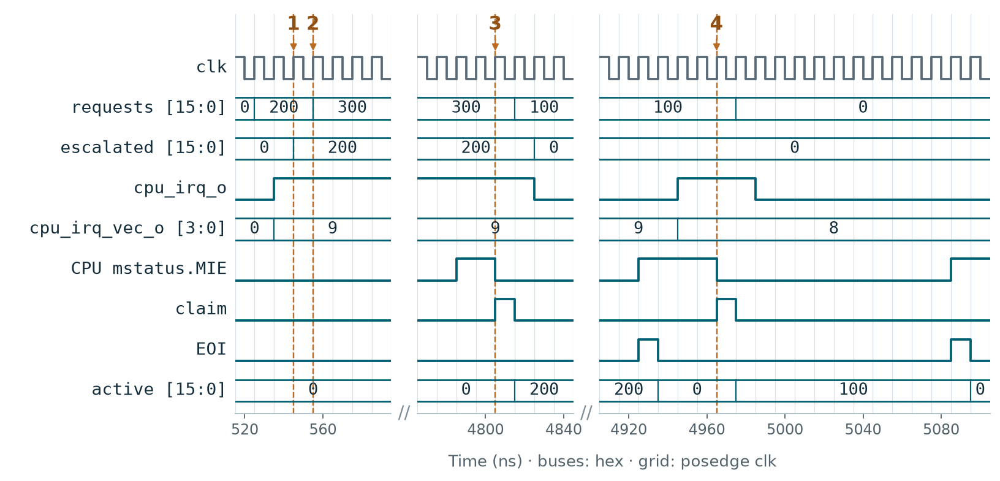 1 2 3 4
clk
requests [15:0] 0 200 300 300 100 100 0
escalated [15:0] 0 200 200 0 0
cpu_irq_o
cpu_irq_vec_o [3:0] 0 9 9 9 8
CPU mstatus.MIE
claim
EOI
active [15:0] 0 0 200 200 0 100 0
// //
520 560 4800 4840 4920 4960 5000 5040 5080
Time (ns) · buses: hex · grid: posedge clk